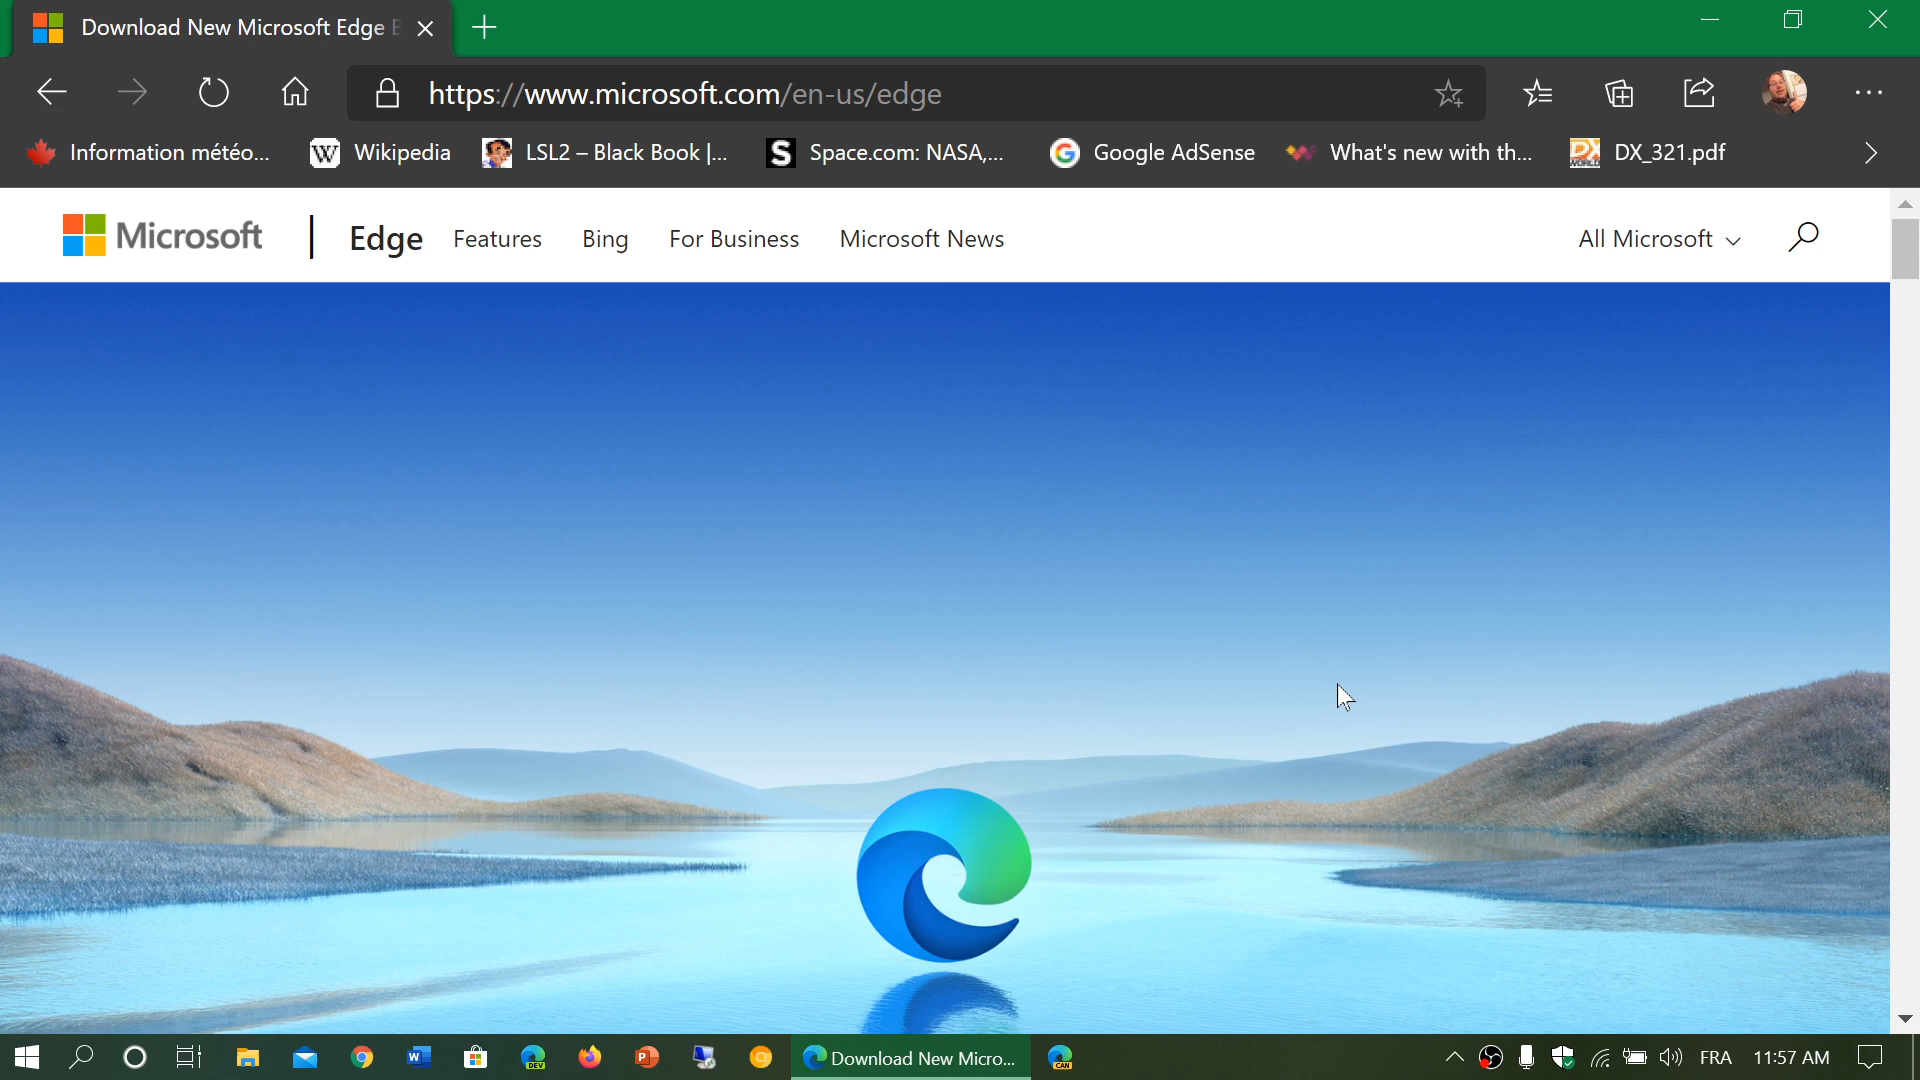 Download New Microsoft Edge
https://www.microsoft.com/en-us/edge
Information météo...
Wikipedia
LSL2 – Black Book |...
Space.com: NASA,...
Google AdSense
What's new with th...
DX_321.pdf
Microsoft
Edge
Features
Bing
For Business
Microsoft News
All Microsoft
Download New Micro...
FRA
11:57 AM